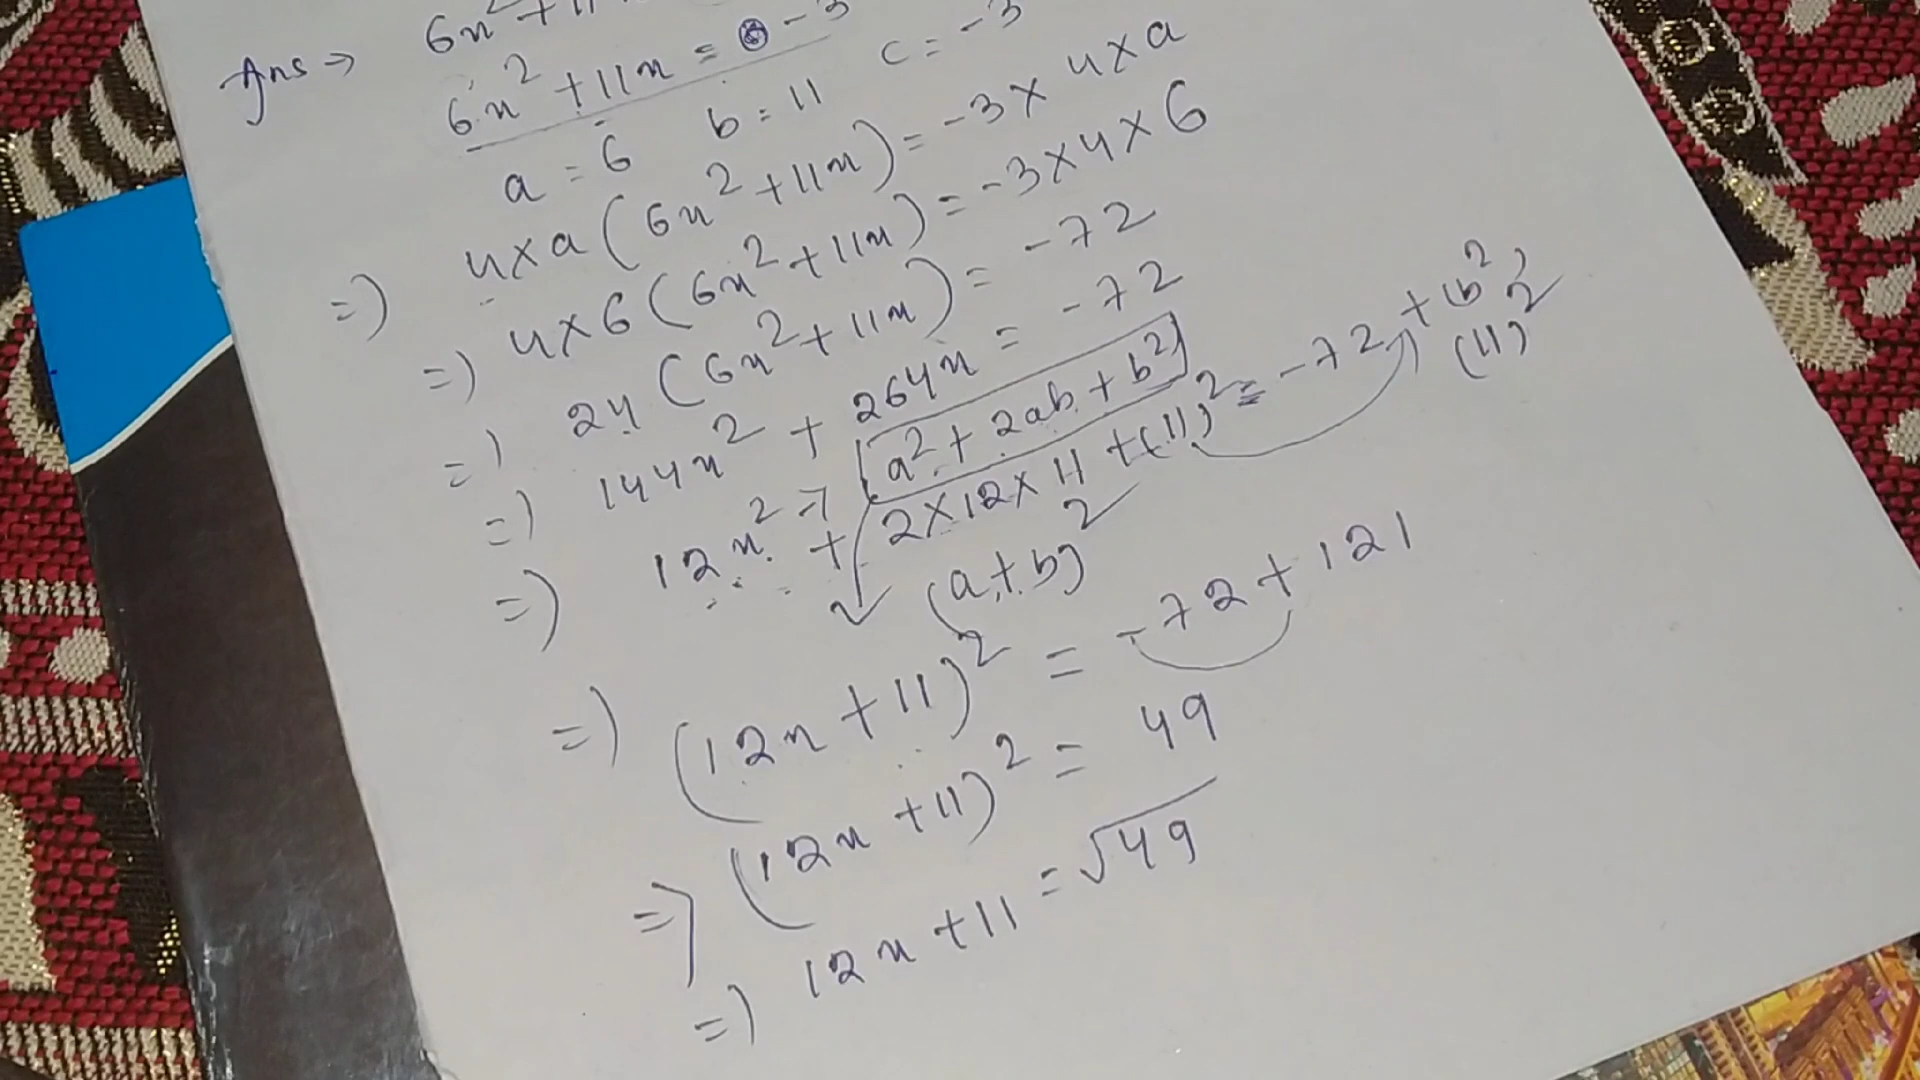 6x² + 11
Ans → 6x² + 11x = -3
a = 6 b = 11 c = -3
=) 4 × a (6x² + 11x) = -3 × 4 × a
=) 4 × 6 (6x² + 11x) = -3 × 4 × 6
=) 24 (6x² + 11x) = -72
=) 144x² + 264x = -72
a² + 2ab + b²
=) 12x² + 2 × 12 × 11 + (11)² = -72 + (b²)
(11)²
(a + b)²
=) (12x + 11)² = -72 + 121
=) (12x + 11)² = 49
=) 12x + 11 = √49